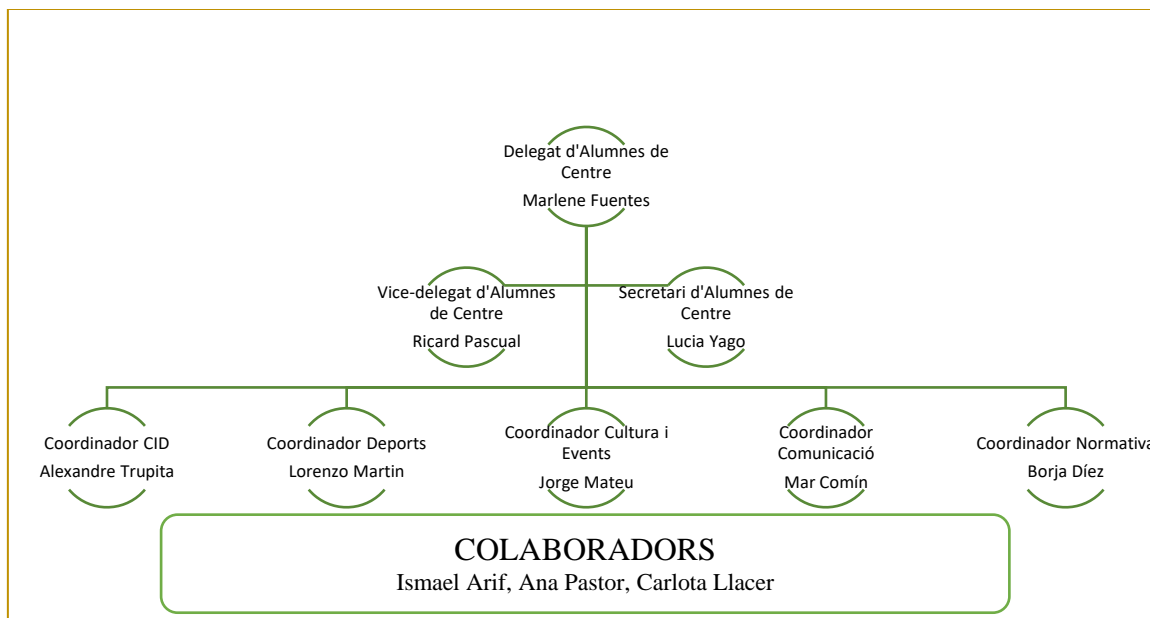 Delegat d'Alumnes de
Centre
Marlene Fuentes
Vice-delegat d'Alumnes
de Centre
Ricard Pascual
Secretari d'Alumnes de
Centre
Lucia Yago
Coordinador CID
Alexandre Trupita
Coordinador Deports
Lorenzo Martin
Coordinador Cultura i
Events
Jorge Mateu
Coordinador
Comunicació
Mar Comín
Coordinador Normativa
Borja Díez
COLABORADORS
Ismael Arif, Ana Pastor, Carlota Llacer